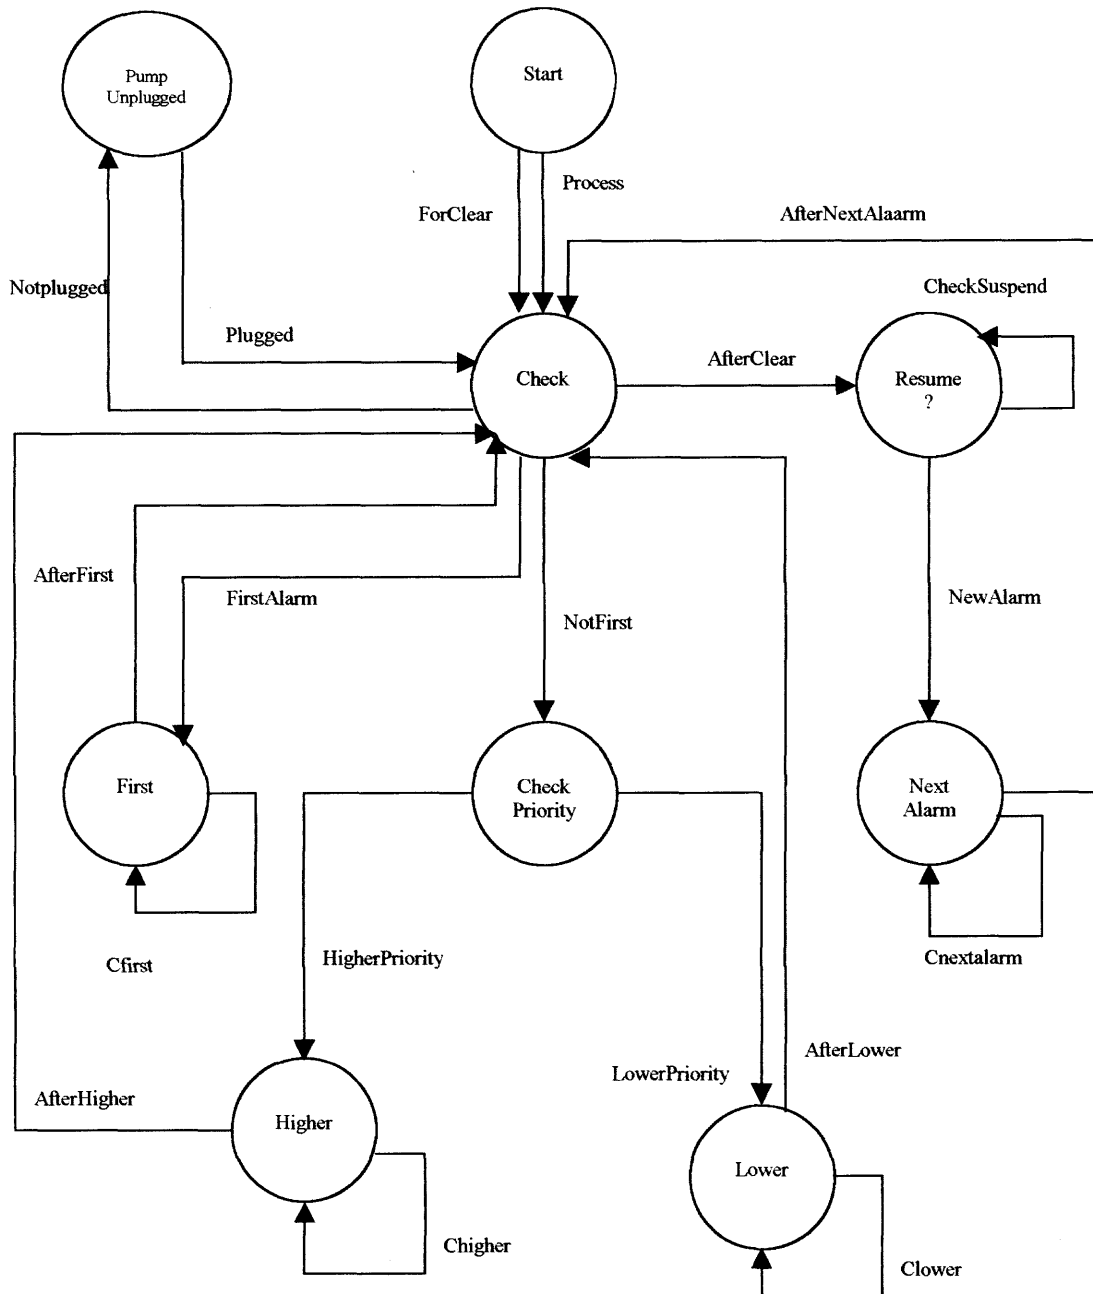 Pump
Unplugged
Start
Process
ForClear
AfterNextAlaarm
Notplugged
CheckSuspend
Plugged
AfterClear
Check
Resume
?
AfterFirst
FirstAlarm
NewAlarm
NotFirst
First
Check
Priority
Next
Alarm
Cfirst
HigherPriority
Cnextalarm
AfterLower
LowerPriority
AfterHigher
Higher
Lower
Chigher
Clower